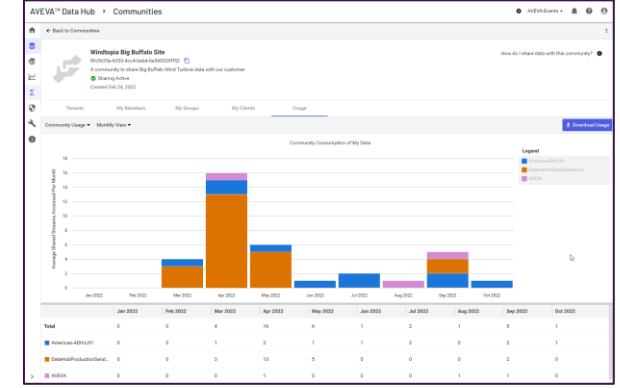 AVEVA™ Data Hub › Communities
AVEVA Events
Back to Communities
Windtopia Big Buffalo Site
A community to share Big Buffalo Wind Turbine data with our customer
Sharing Active
Created Feb 24, 2022
How do I share data with this community?
Tenants My Members My Groups My Clients Usage
Community Usage Monthly View
Download Usage
Community Consumption of My Data
Legend
Americas-ADIHJX1
DataHubProductionSandbox1
AVEVA
Average Shared Streams Accessed Per Month
18
16
14
12
10
8
6
4
2
0
Jan 2022 Feb 2022 Mar 2022 Apr 2022 May 2022 Jun 2022 Jul 2022 Aug 2022 Sep 2022 Oct 2022
Jan 2022 Feb 2022 Mar 2022 Apr 2022 May 2022 Jun 2022 Jul 2022 Aug 2022 Sep 2022 Oct 2022
Total 0 0 4 16 6 1 2 1 5 1
Americas-ADIHJX1 0 0 1 2 1 1 2 0 2 1
DataHubProductionSand... 0 0 3 13 5 0 0 0 2 0
AVEVA 0 0 0 1 0 0 0 1 1 0